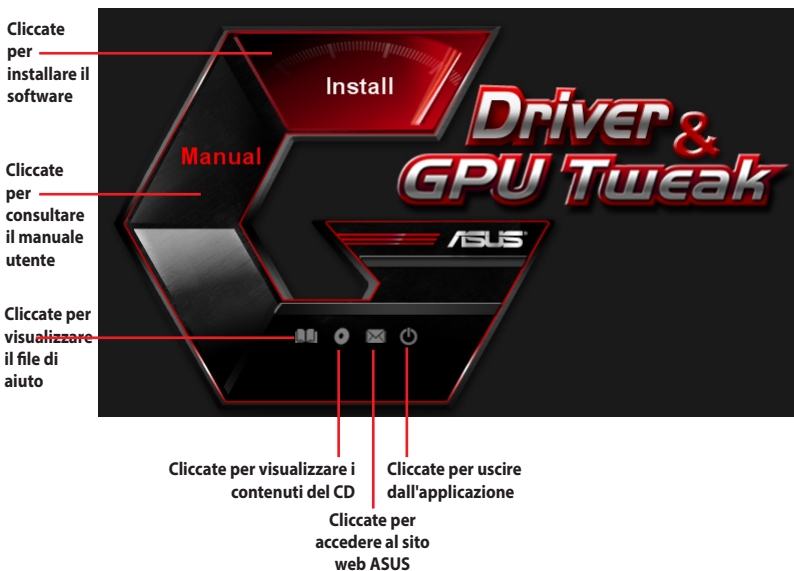 Cliccate
per
installare il
software
Install
Driver &
GPU Tweak
Manual
Cliccate
per
consultare
il manuale
utente
ASUS
Cliccate per
visualizzare
il file di
aiuto
Cliccate per visualizzare i
contenuti del CD
Cliccate per uscire
dall'applicazione
Cliccate per
accedere al sito
web ASUS